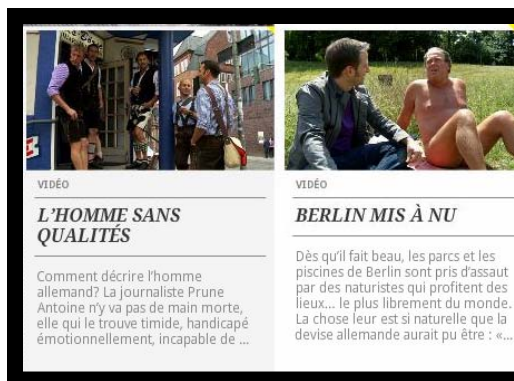 VIDÉO
L'HOMME SANS
QUALITÉS
Comment décrire l'homme
allemand? La journaliste Prune
Antoine n'y va pas de main morte,
elle qui le trouve timide, handicapé
émotionnellement, incapable de ...
VIDÉO
BERLIN MIS À NU
Dès qu'il fait beau, les parcs et les
piscines de Berlin sont pris d'assaut
par des naturistes qui profitent des
lieux... le plus librement du monde.
La chose leur est si naturelle que la
devise allemande aurait pu être : «...